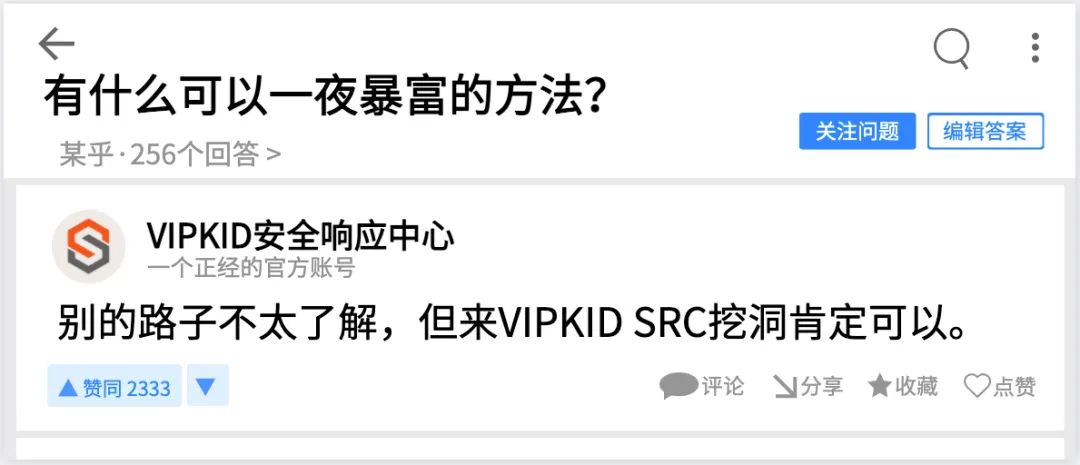 有什么可以一夜暴富的方法？
某乎·256个回答 >
关注问题
编辑答案
VIPKID安全响应中心
一个正经的官方账号
别的路子不太了解，但来VIPKID SRC挖洞肯定可以。
赞同 2333
评论
分享
收藏
点赞